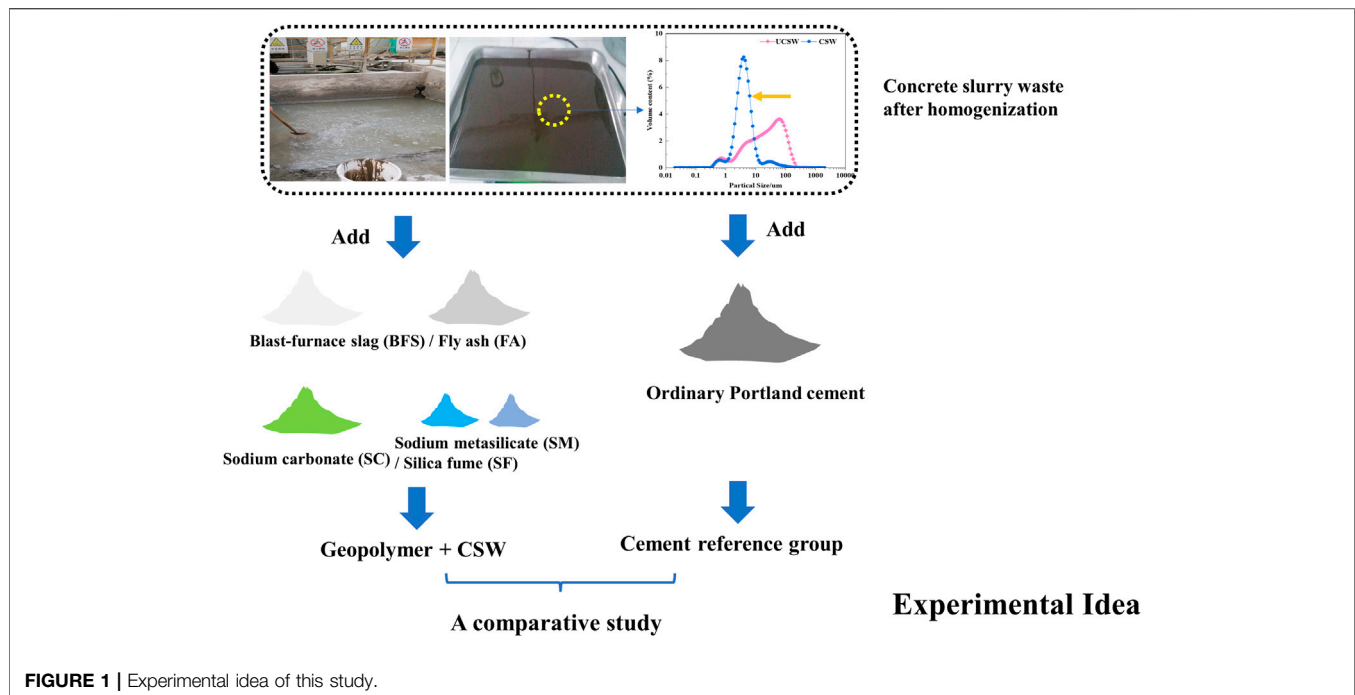 UCSW CSW
10
8
6
4
2
0
Volume content (%)
0.01 0.1 1 10 100 1000 10000
Partical Size/um
Concrete slurry waste
after homogenization
Add
Add
Blast-furnace slag (BFS) / Fly ash (FA)
Ordinary Portland cement
Sodium metasilicate (SM)
Sodium carbonate (SC) / Silica fume (SF)
Geopolymer + CSW
Cement reference group
A comparative study
Experimental Idea
FIGURE 1 | Experimental idea of this study.